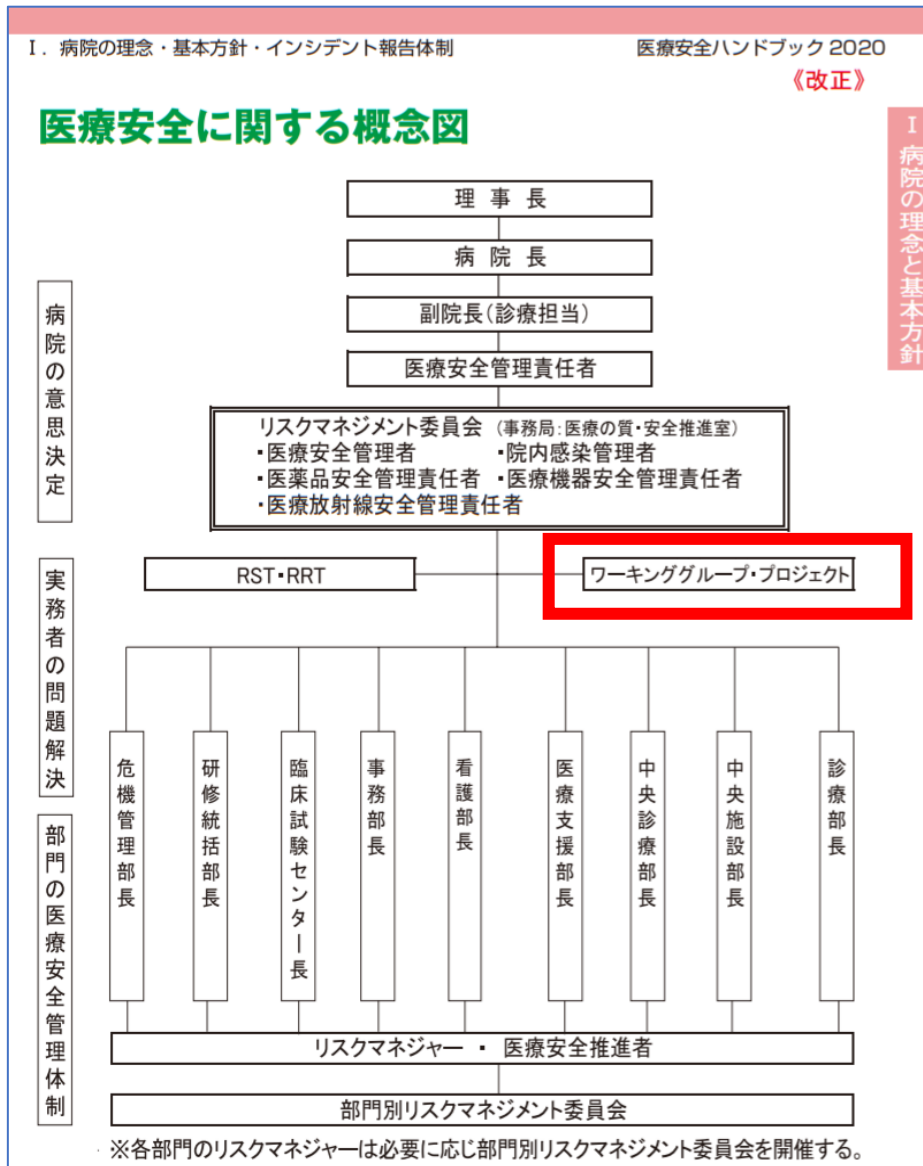 Ⅰ．病院の理念・基本方針・インシデント報告体制
医療安全ハンドブック 2020
《改正》
医療安全に関する概念図
Ⅰ 病院の理念と基本方針
理 事 長
病 院 長
副院長（診療担当）
医療安全管理責任者
病院の意思決定
リスクマネジメント委員会（事務局：医療の質・安全推進室）
・医療安全管理者 ・院内感染管理者
・医薬品安全管理責任者 ・医療機器安全管理責任者
・医療放射線安全管理責任者
RST・RRT
ワーキンググループ・プロジェクト
実務者の問題解決
危機管理部長
研修統括部長
臨床試験センター長
事務部長
看護部長
医療支援部長
中央診療部長
中央施設部長
診療部長
部門の医療安全管理体制
リスクマネジャー ・ 医療安全推進者
部門別リスクマネジメント委員会
※各部門のリスクマネジャーは必要に応じ部門別リスクマネジメント委員会を開催する。